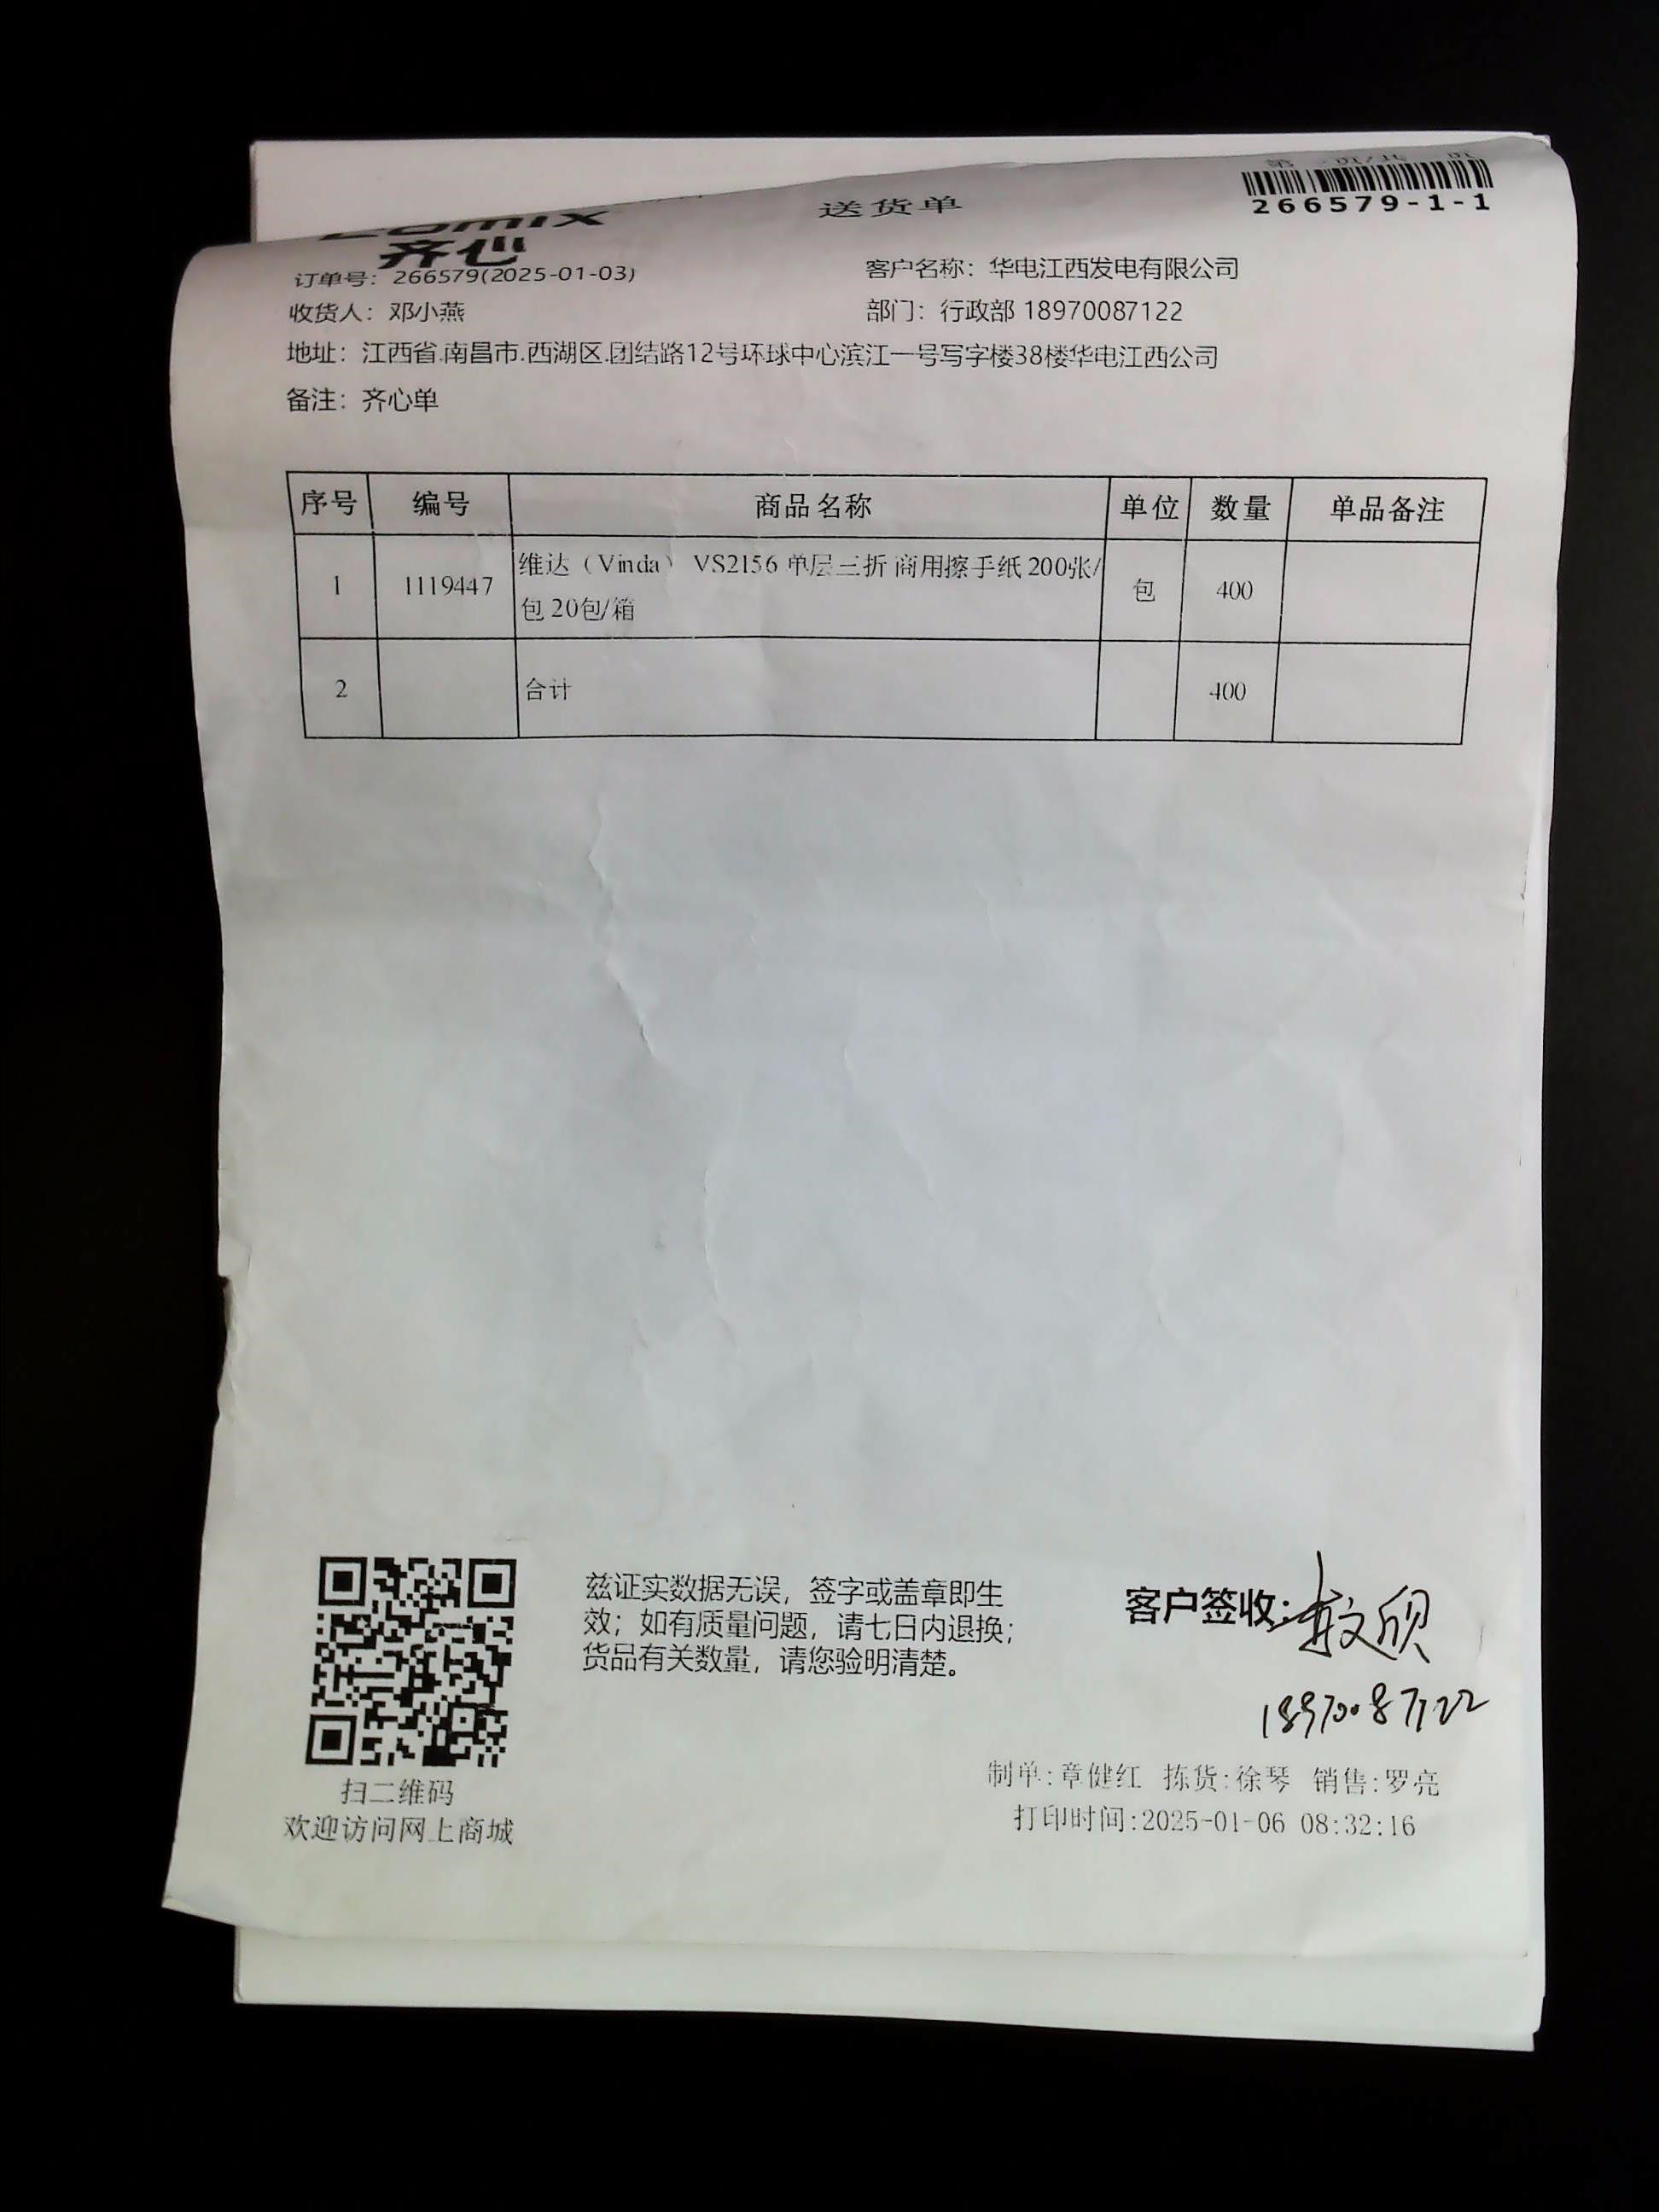 comix
齐心
送货单
266579-1-1
订单号：266579(2025-01-03)
客户名称：华电江西发电有限公司
收货人：邓小燕
部门：行政部 18970087122
地址：江西省.南昌市.西湖区.团结路12号环球中心滨江一号写字楼38楼华电江西公司
备注：齐心单
序号 编号 商品名称 单位 数量 单品备注
1 1119447 维达（Vinda） VS2156 单层三折 商用擦手纸 200张/包 20包/箱 包 400
2 合计 400
兹证实数据无误，签字或盖章即生
效；如有质量问题，请七日内退换；
货品有关数量，请您验明清楚。
客户签收：
18970087122
扫二维码
欢迎访问网上商城
制单:章健红 拣货:徐琴 销售:罗亮
打印时间:2025-01-06 08:32:16